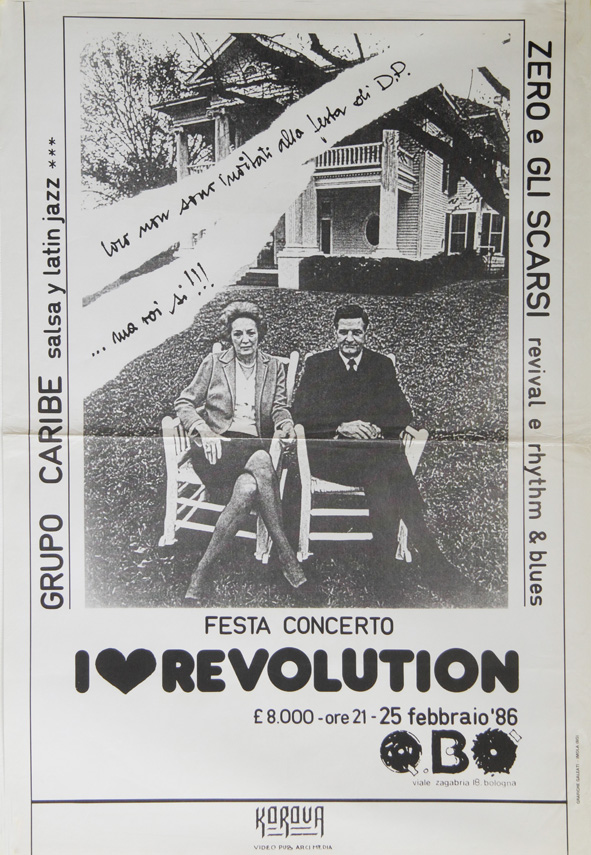 loro non sono invitati alla festa di D.P.
... ma voi si!!!
GRUPO CARIBE salsa y latin jazz ***
ZERO e GLI SCARSI revival e rhythm & blues
FESTA CONCERTO
I ♥ REVOLUTION
£ 8.000 - ore 21 - 25 febbraio '86
Q.BO'
viale zagabria 18. bologna
KOROVA
VIDEO PUB ARCI MEDIA